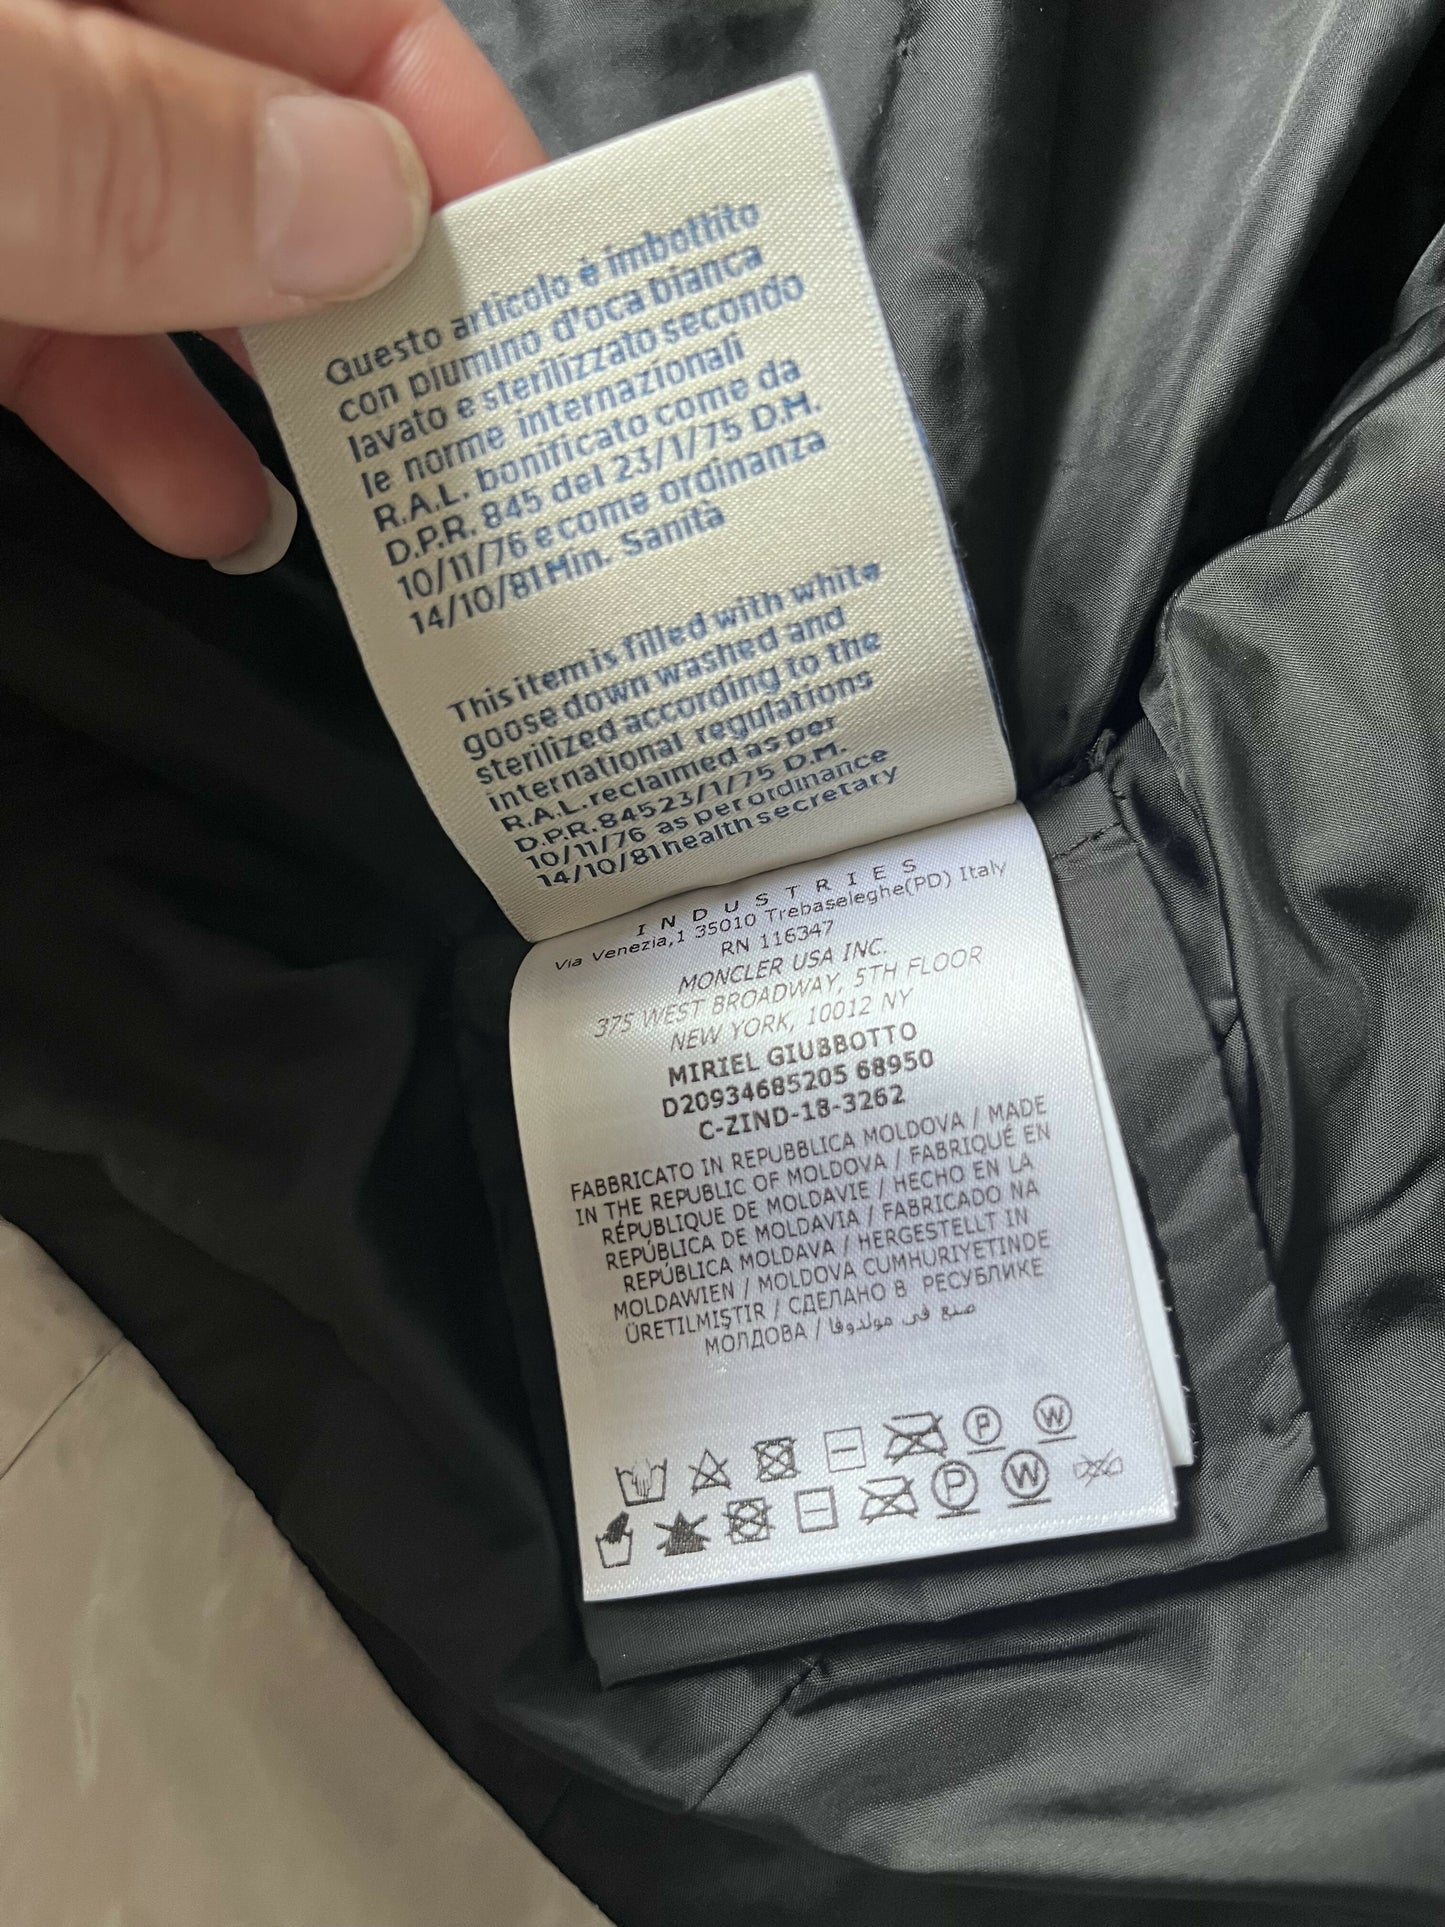 Questo articolo è imbottito
con piumino d'oca bianca
lavato e sterilizzato secondo
le norme internazionali
R.A.L. bonificato come da
D.P.R. 845 del 23/1/75 D.M.
10/11/76 e come ordinanza
14/10/81 Min. Sanità
This item is filled with white
goose down washed and
sterilized according to the
international regulations
R.A.L. reclaimed as per
D.P.R. 845 23/1/75 D.M.
10/11/76 as per ordinance
14/10/81 health secretary
INDUSTRIES
Via Venezia,1 35010 Trebaseleghe(PD) Italy
RN 116347
MONCLER USA INC.
375 WEST BROADWAY, 5TH FLOOR
NEW YORK, 10012 NY
MIRIEL GIUBBOTTO
D20934685205 68950
C-ZIND-18-3262
FABBRICATO IN REPUBBLICA MOLDOVA / MADE
IN THE REPUBLIC OF MOLDOVA / FABRIQUÉ EN
RÉPUBLIQUE DE MOLDAVIE / HECHO EN LA
REPÚBLICA DE MOLDAVIA / FABRICADO NA
REPÚBLICA MOLDAVA / HERGESTELLT IN
MOLDAWIEN / MOLDOVA CUMHURIYETINDE
ÜRETILMIŞTIR / СДЕЛАНО В РЕСУБЛИКЕ
МОЛДОВА / صنع في مولدوفا
P W
P W